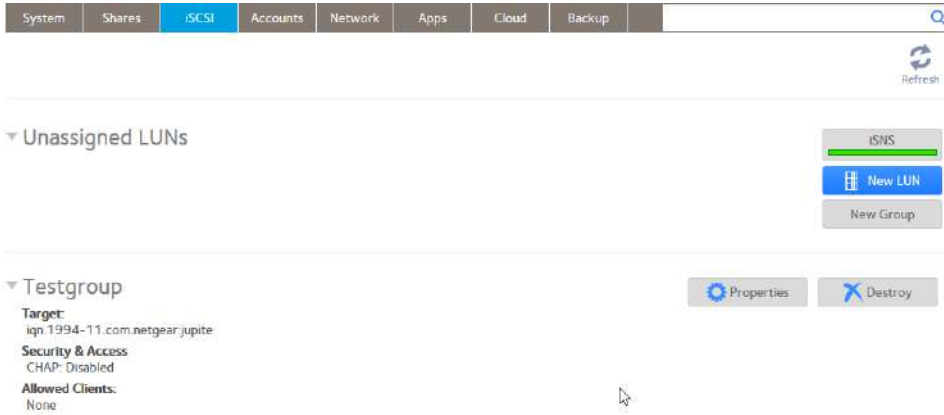 System Shares iSCSI Accounts Network Apps Cloud Backup
Refresh
Unassigned LUNs
iSNS
New LUN
New Group
Testgroup
Properties Destroy
Target:
iqn.1994-11.com.netgear:jupite
Security & Access
CHAP: Disabled
Allowed Clients:
None